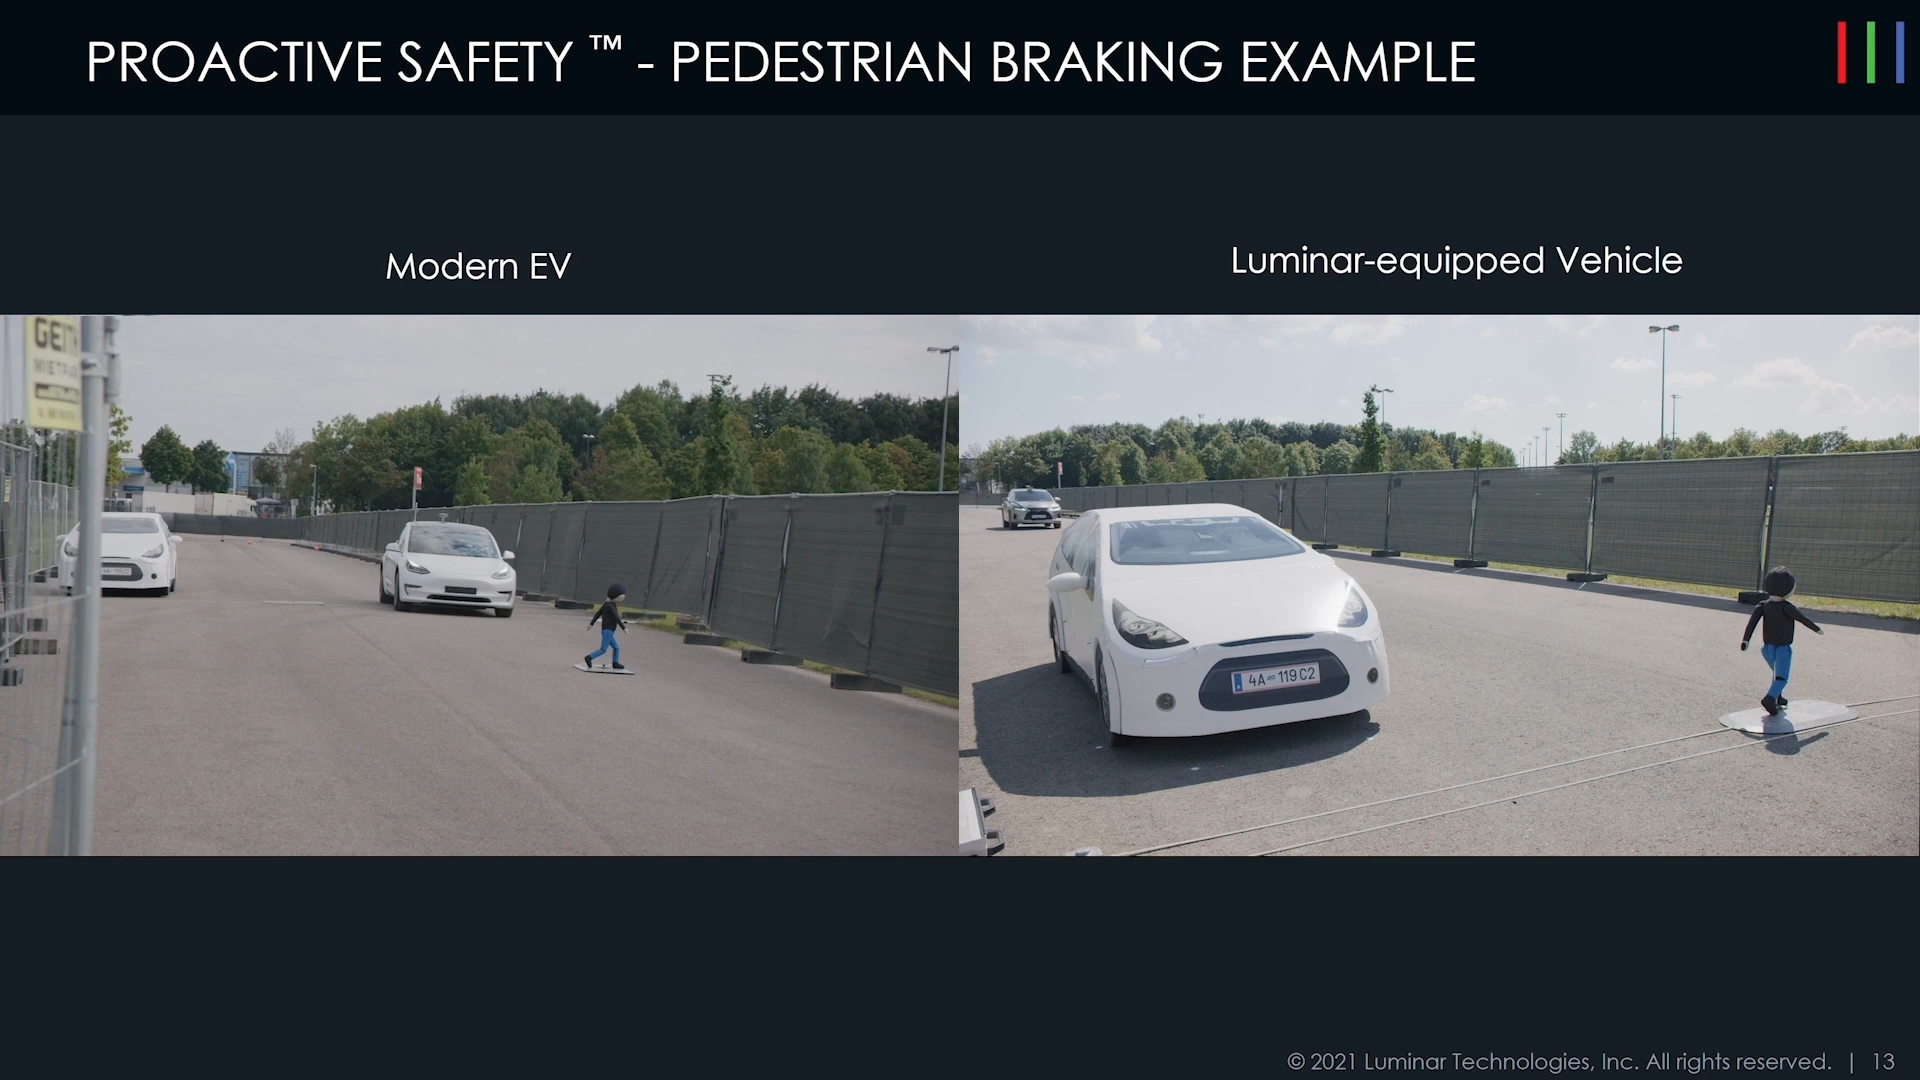 PROACTIVE SAFETY ™ - PEDESTRIAN BRAKING EXAMPLE
Modern EV
Luminar-equipped Vehicle
4A 119 C2
© 2021 Luminar Technologies, Inc. All rights reserved. | 13